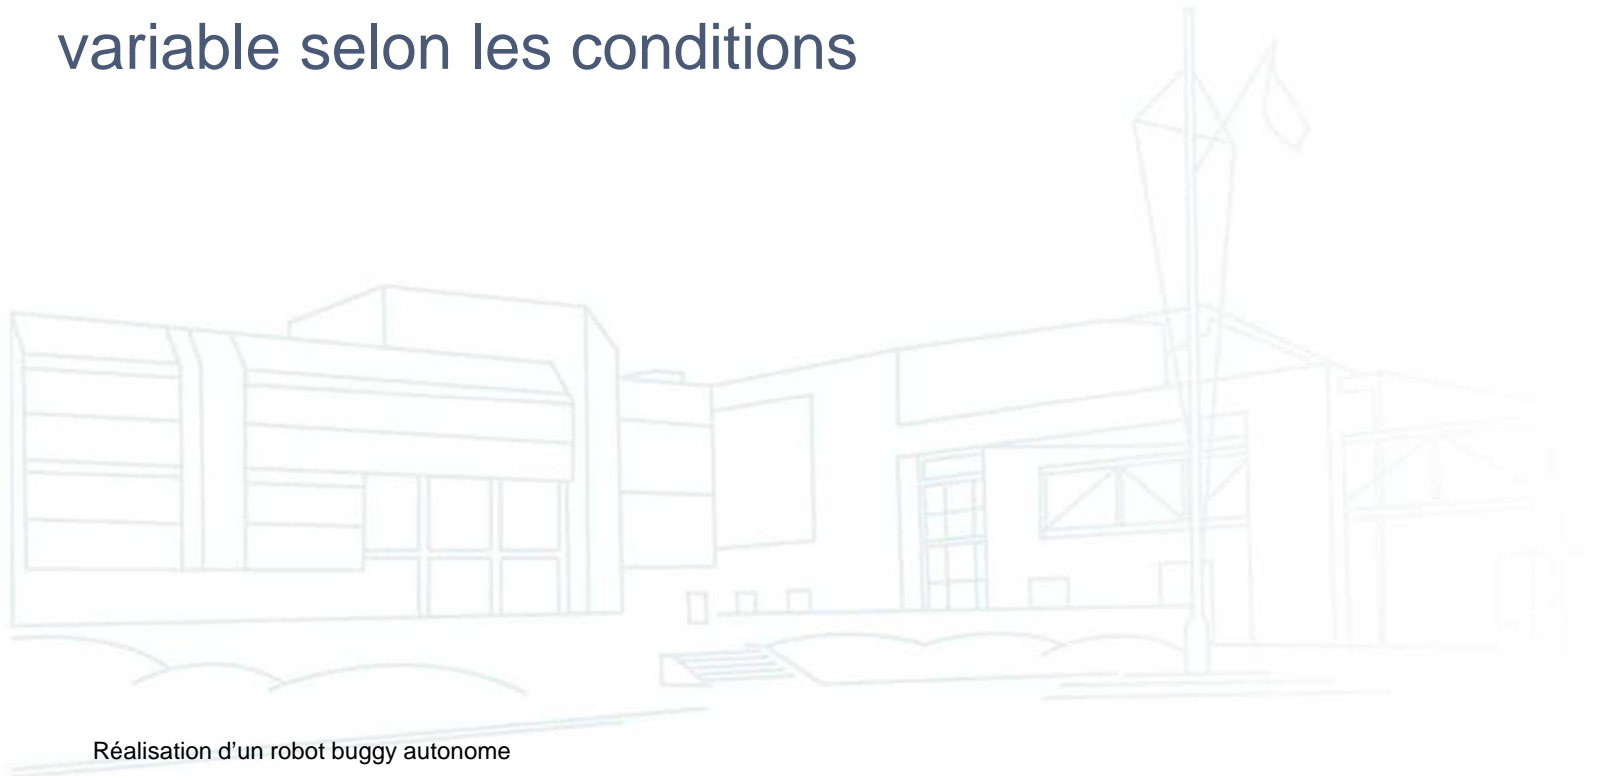 variable selon les conditions
Réalisation d’un robot buggy autonome